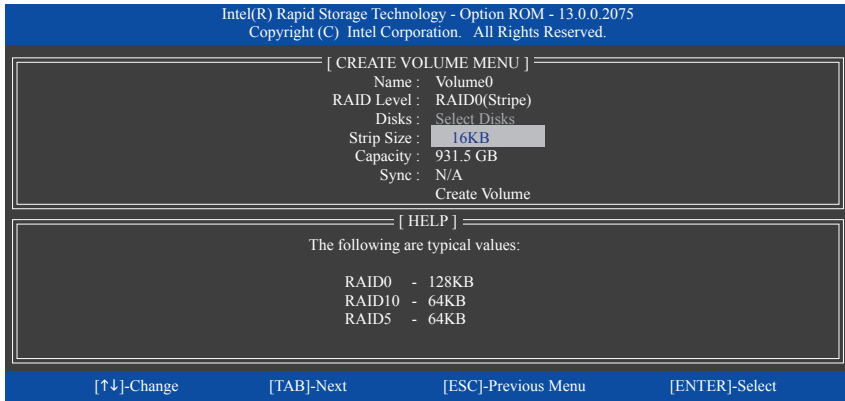 Intel(R) Rapid Storage Technology - Option ROM - 13.0.0.2075
Copyright (C) Intel Corporation. All Rights Reserved.
[ CREATE VOLUME MENU ]
Name : Volume0
RAID Level : RAID0(Stripe)
Disks : Select Disks
Strip Size : 16KB
Capacity : 931.5 GB
Sync : N/A
Create Volume
[ HELP ]
The following are typical values:
RAID0 - 128KB
RAID10 - 64KB
RAID5 - 64KB
[↑↓]-Change [TAB]-Next [ESC]-Previous Menu [ENTER]-Select